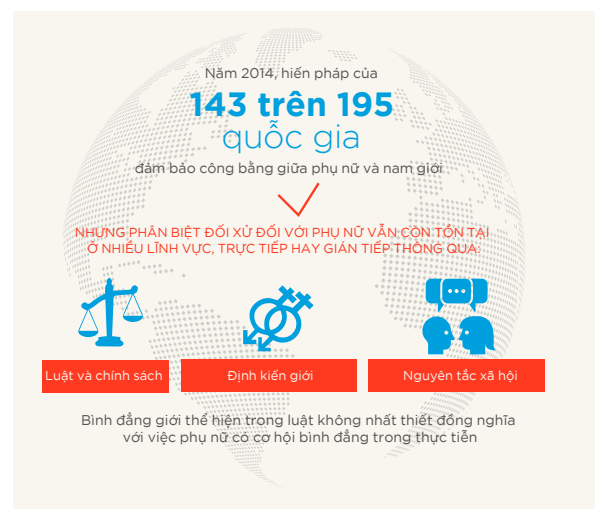 Năm 2014, hiến pháp của
143 trên 195
quốc gia
đảm bảo công bằng giữa phụ nữ và nam giới
NHƯNG PHÂN BIỆT ĐỐI XỬ ĐỐI VỚI PHỤ NỮ VẪN CÒN TỒN TẠI
Ở NHIỀU LĨNH VỰC, TRỰC TIẾP HAY GIÁN TIẾP THÔNG QUA:
Luật và chính sách
Định kiến giới
Nguyên tắc xã hội
Bình đẳng giới thể hiện trong luật không nhất thiết đồng nghĩa
với việc phụ nữ có cơ hội bình đẳng trong thực tiễn